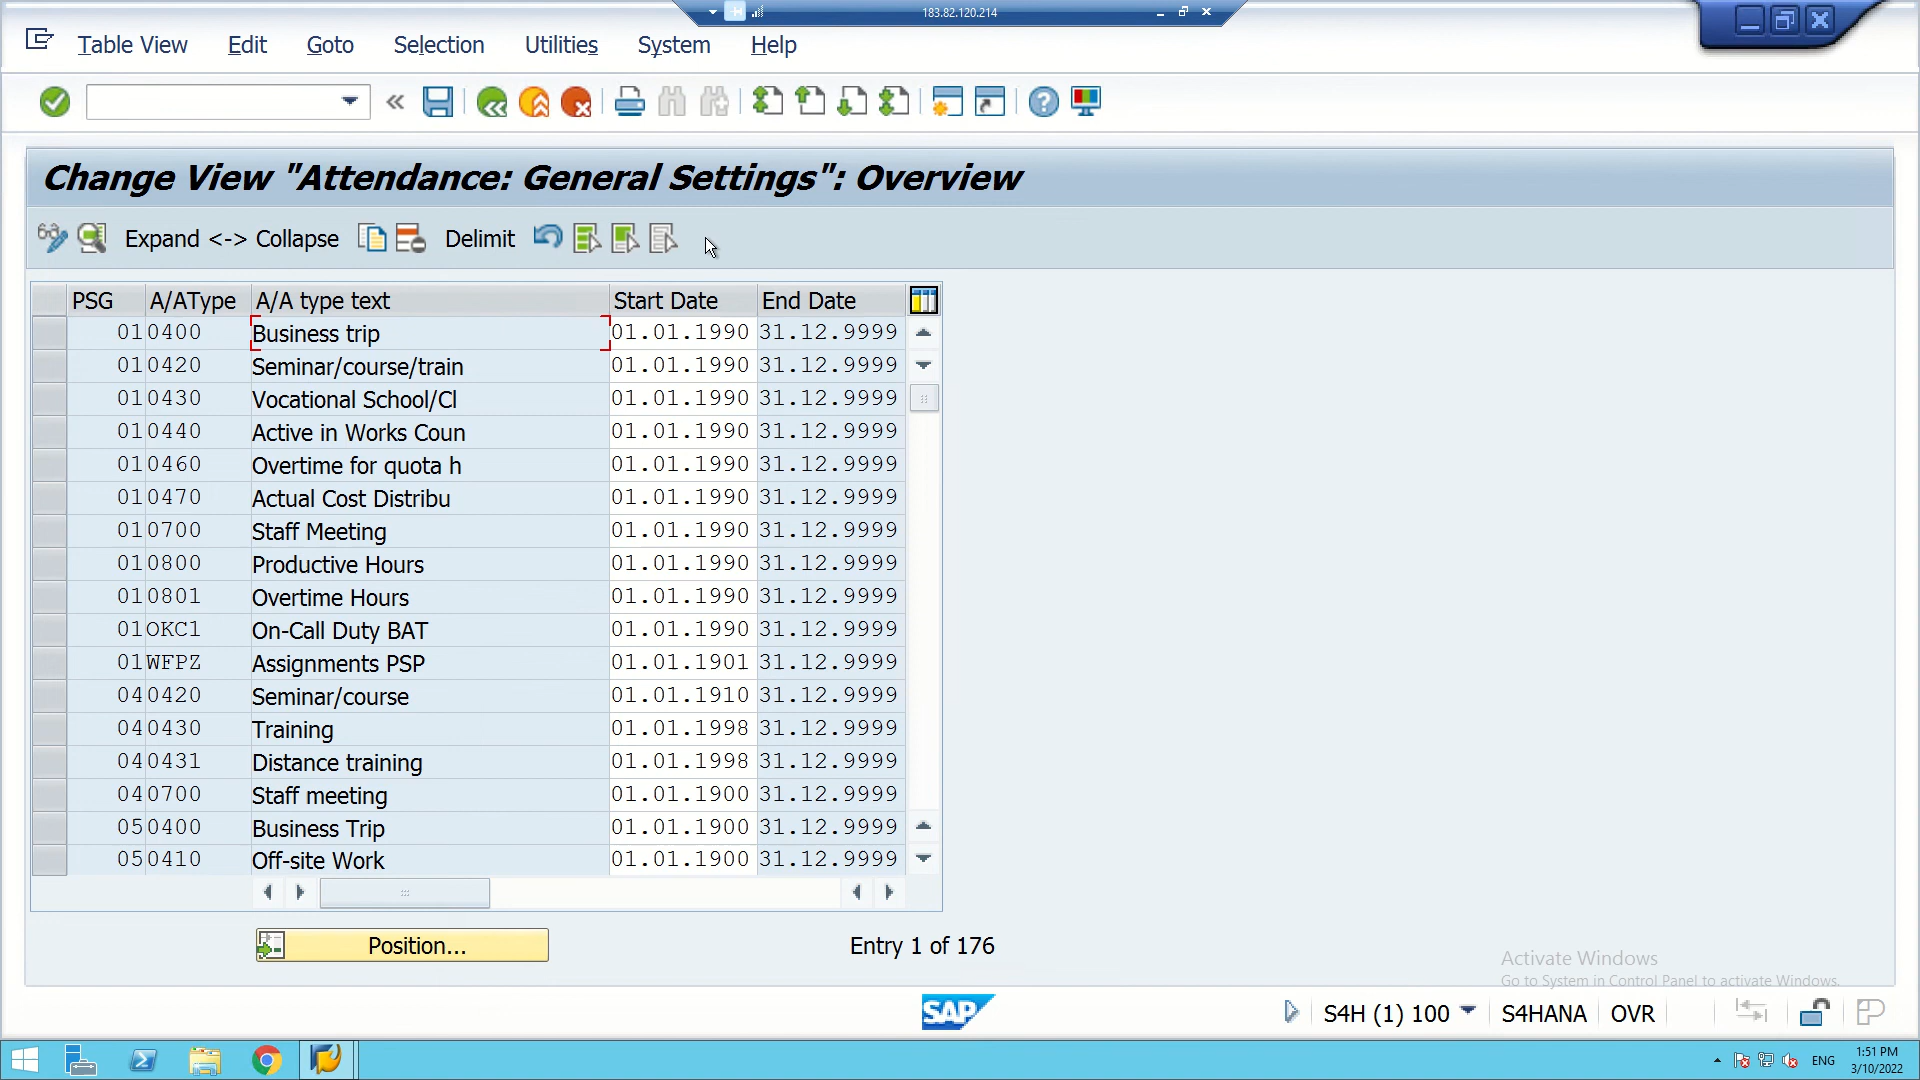 183.82.120.214
Table View Edit Goto Selection Utilities System Help
Change View "Attendance: General Settings": Overview
Expand <-> Collapse Delimit
PSG A/AType A/A type text Start Date End Date
01 0400 Business trip 01.01.1990 31.12.9999
01 0420 Seminar/course/train 01.01.1990 31.12.9999
01 0430 Vocational School/Cl 01.01.1990 31.12.9999
01 0440 Active in Works Coun 01.01.1990 31.12.9999
01 0460 Overtime for quota h 01.01.1990 31.12.9999
01 0470 Actual Cost Distribu 01.01.1990 31.12.9999
01 0700 Staff Meeting 01.01.1990 31.12.9999
01 0800 Productive Hours 01.01.1990 31.12.9999
01 0801 Overtime Hours 01.01.1990 31.12.9999
01 OKC1 On-Call Duty BAT 01.01.1990 31.12.9999
01 WFPZ Assignments PSP 01.01.1901 31.12.9999
04 0420 Seminar/course 01.01.1910 31.12.9999
04 0430 Training 01.01.1998 31.12.9999
04 0431 Distance training 01.01.1998 31.12.9999
04 0700 Staff meeting 01.01.1900 31.12.9999
05 0400 Business Trip 01.01.1900 31.12.9999
05 0410 Off-site Work 01.01.1900 31.12.9999
Position... Entry 1 of 176
Activate Windows
Go to System in Control Panel to activate Windows.
SAP S4H (1) 100 S4HANA OVR
ENG 1:51 PM
3/10/2022